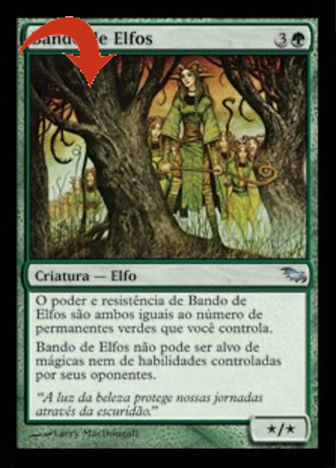 Bando de Elfos 3
Criatura — Elfo
O poder e resistência de Bando de
Elfos são ambos iguais ao número de
permanentes verdes que você controla.
Bando de Elfos não pode ser alvo de
mágicas nem de habilidades controladas
por seus oponentes.
“A luz da beleza protege nossas jornadas
através da escuridão.”
Larry MacDougall
*/*